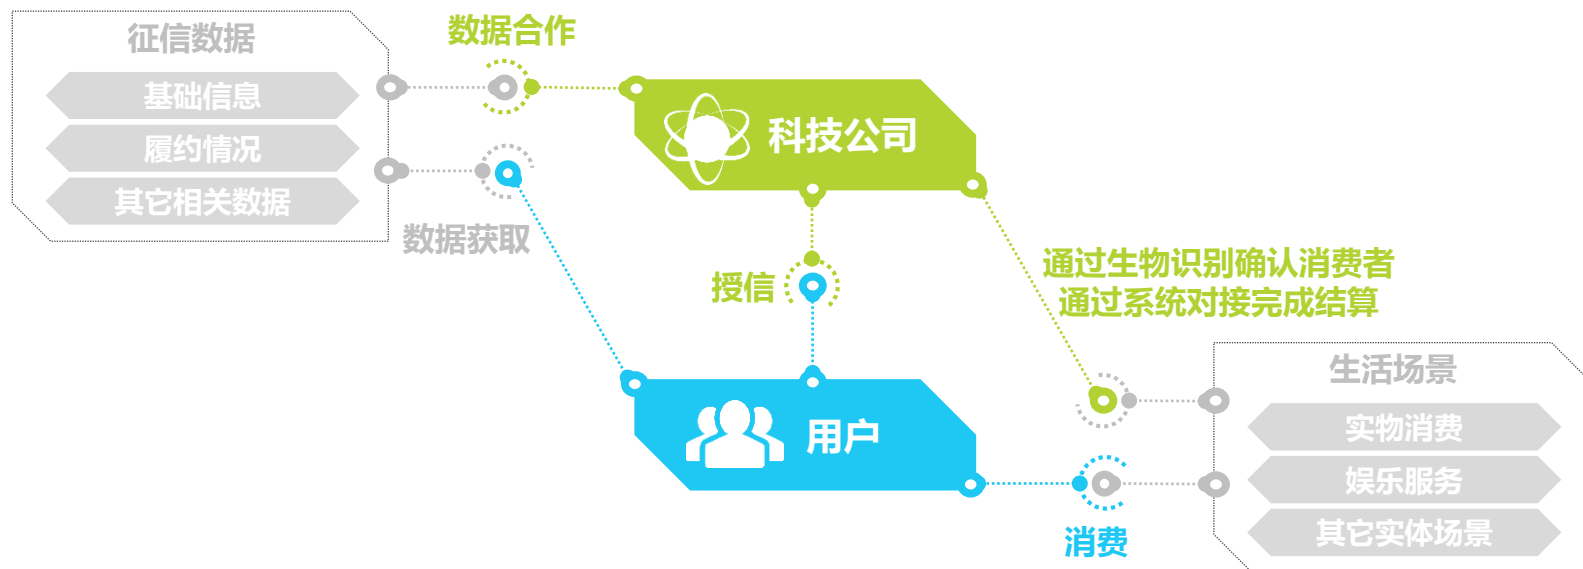 征信数据
基础信息
履约情况
其它相关数据
数据合作
数据获取
科技公司
授信
用户
通过生物识别确认消费者
通过系统对接完成结算
消费
生活场景
实物消费
娱乐服务
其它实体场景